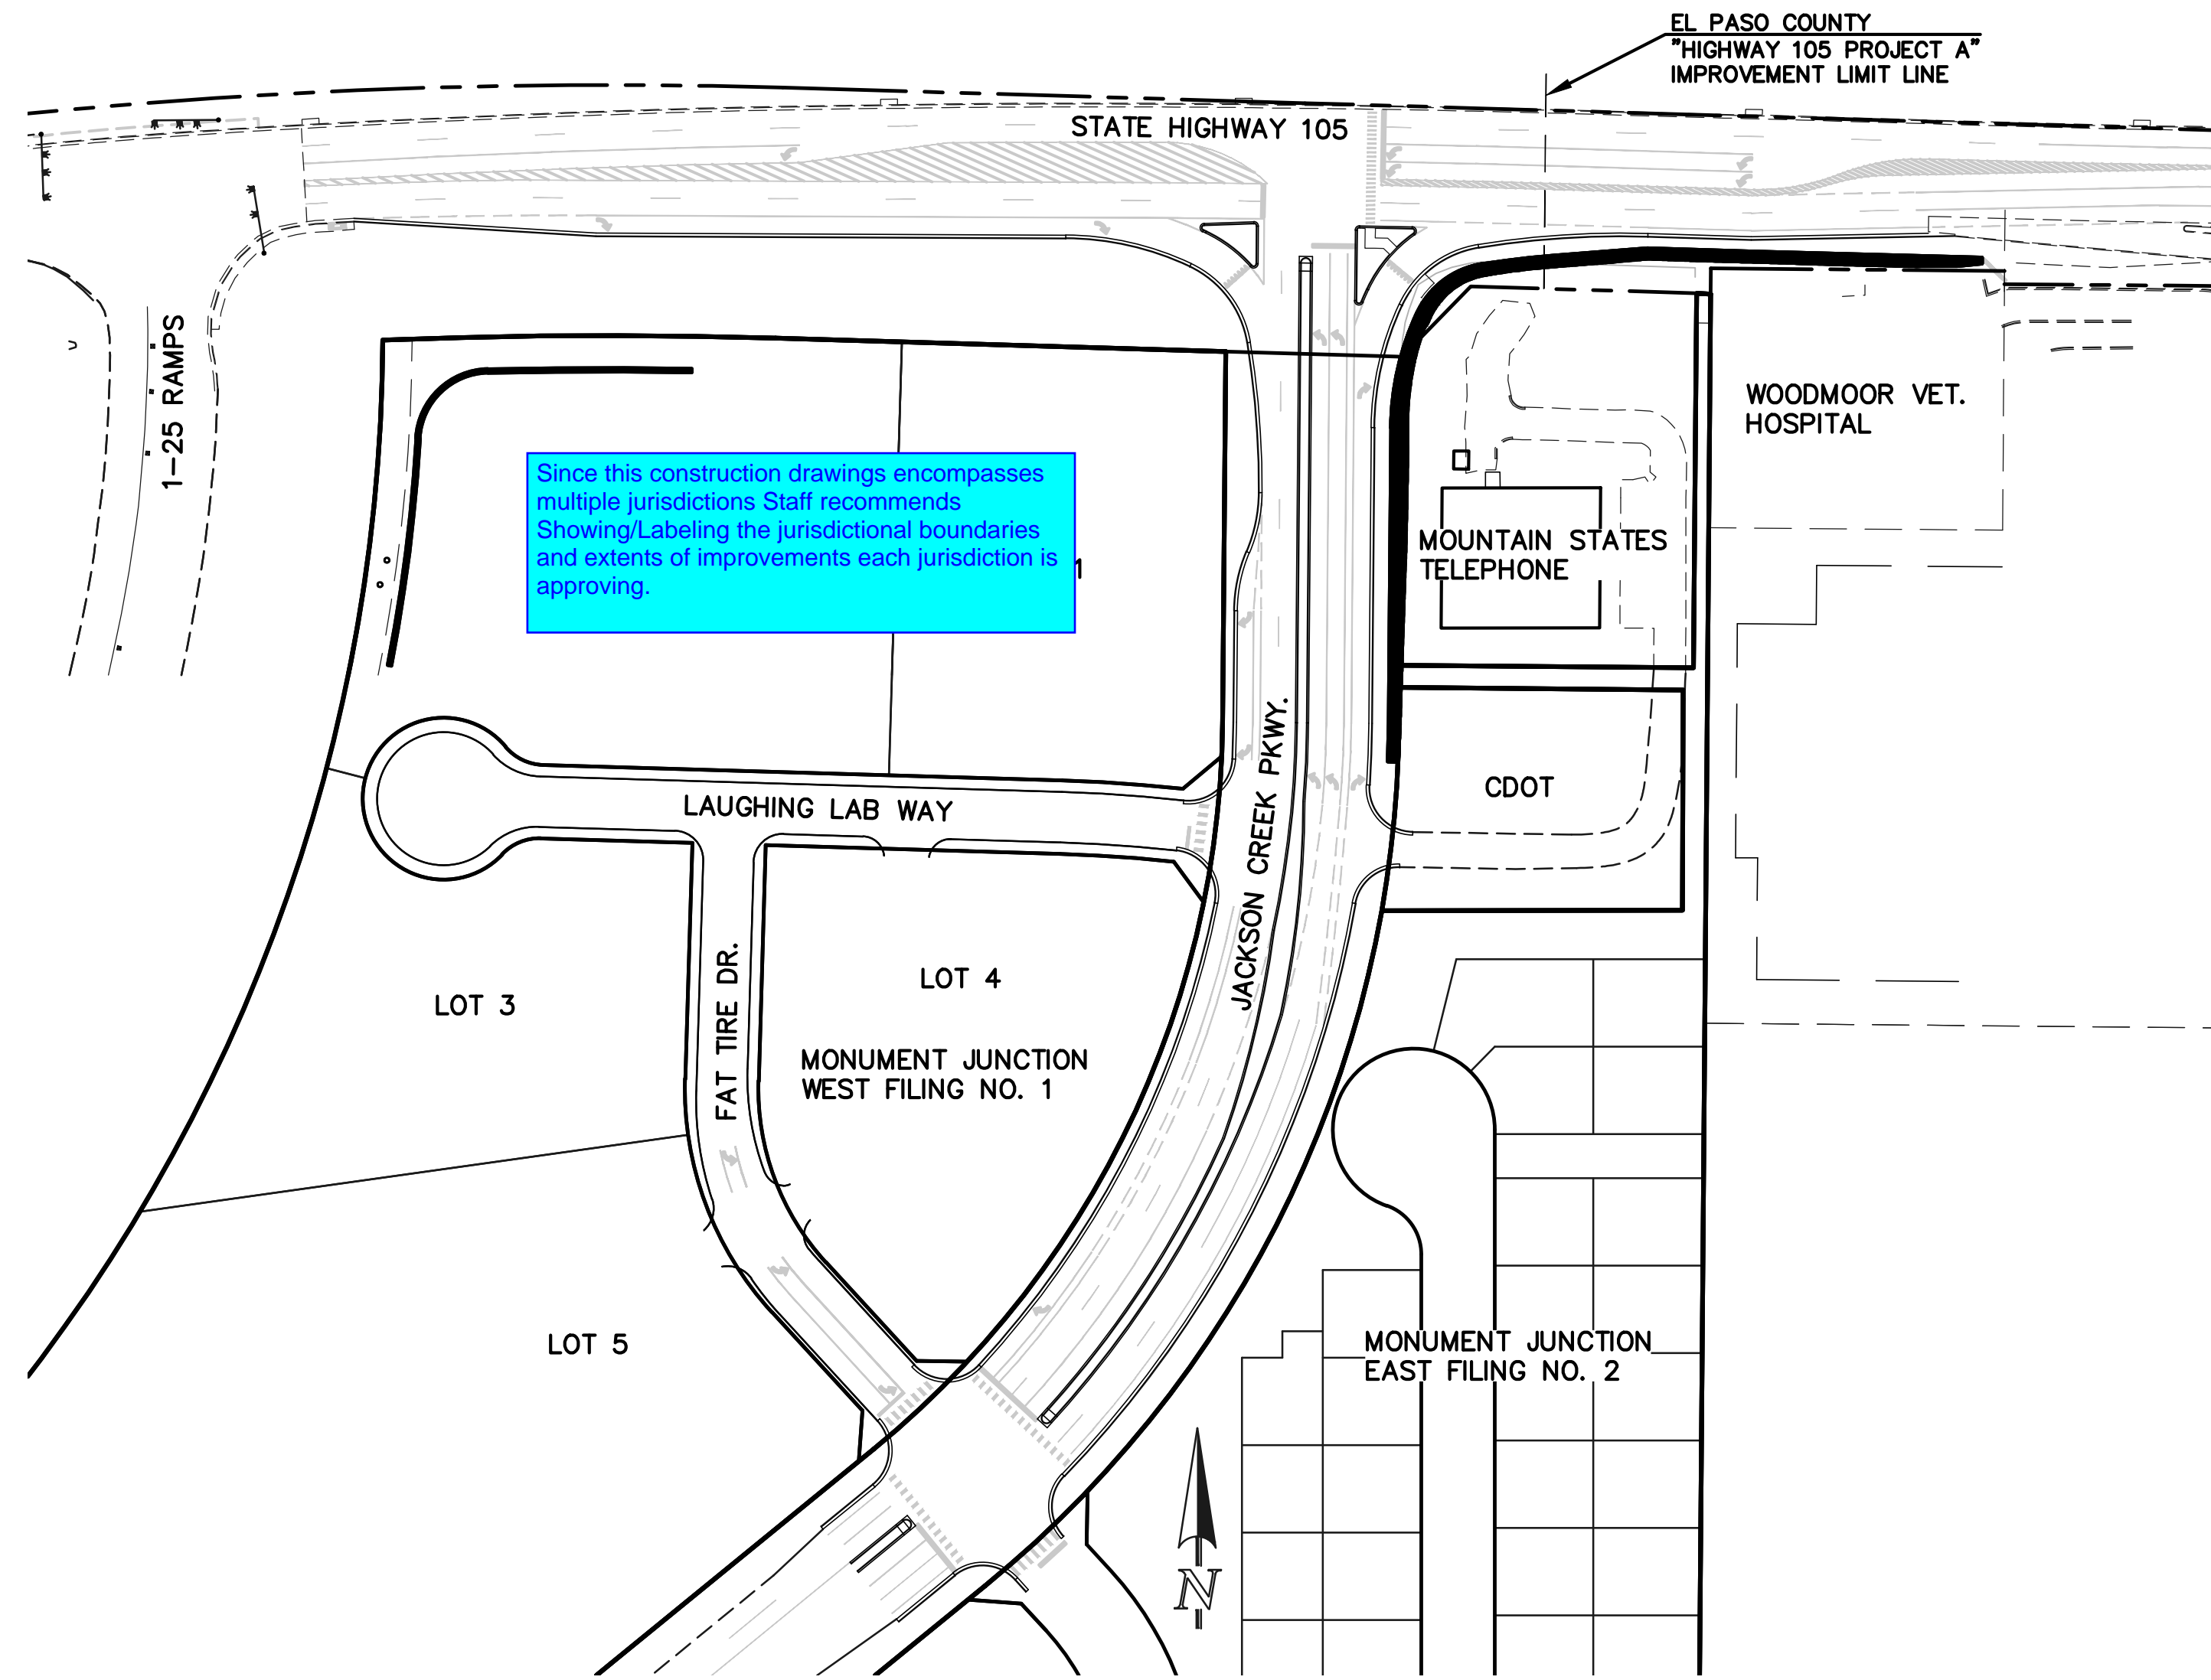 EL PASO COUNTY
"HIGHWAY 105 PROJECT A"
IMPROVEMENT LIMIT LINE
STATE HIGHWAY 105
1-25 RAMPS
WOODMOOR VET.
HOSPITAL
Since this construction drawings encompasses
multiple jurisdictions Staff recommends
Showing/Labeling the jurisdictional boundaries
and extents of improvements each jurisdiction is
approving.
1
MOUNTAIN STATES
TELEPHONE
JACKSON CREEK PKWY.
CDOT
LAUGHING LAB WAY
FAT TIRE DR.
LOT 3
LOT 4
MONUMENT JUNCTION
WEST FILING NO. 1
LOT 5
MONUMENT JUNCTION
EAST FILING NO. 2
N